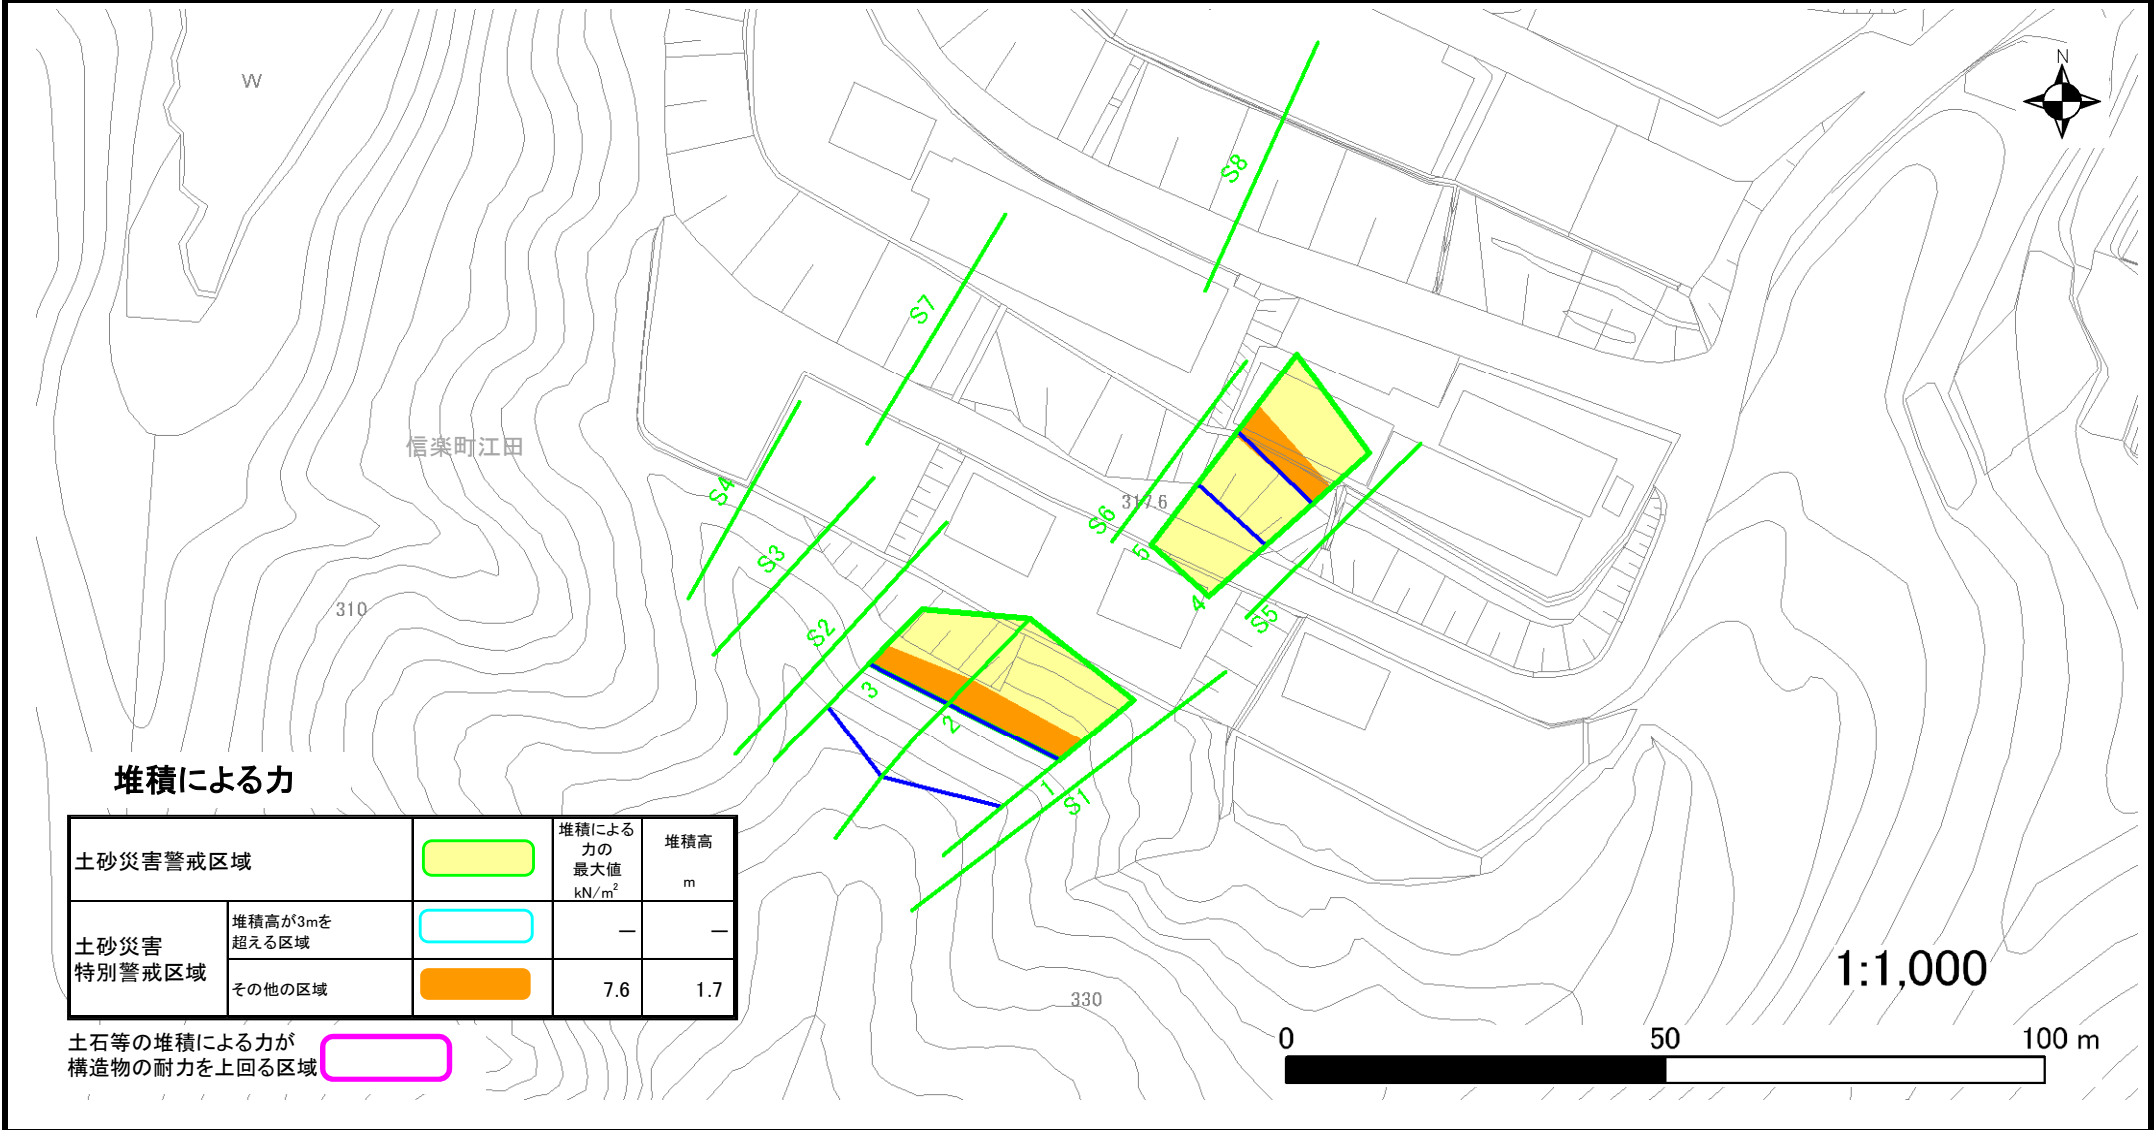 N
W
S8
S7
信楽町江田
S4
S6
317.6
S3
5
4
S5
310
S2
3
2
1
S1
堆積による力
土砂災害警戒区域
堆積による
力の
最大値
kN/m²
堆積高
m
土砂災害
特別警戒区域
堆積高が3mを
超える区域
―
―
その他の区域
7.6
1.7
土石等の堆積による力が
構造物の耐力を上回る区域
330
1:1,000
0
50
100 m